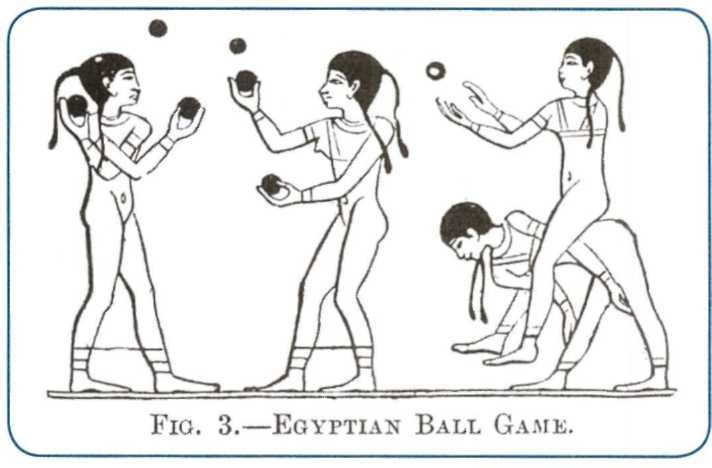 FIG. 3.—EGYPTIAN BALL GAME.